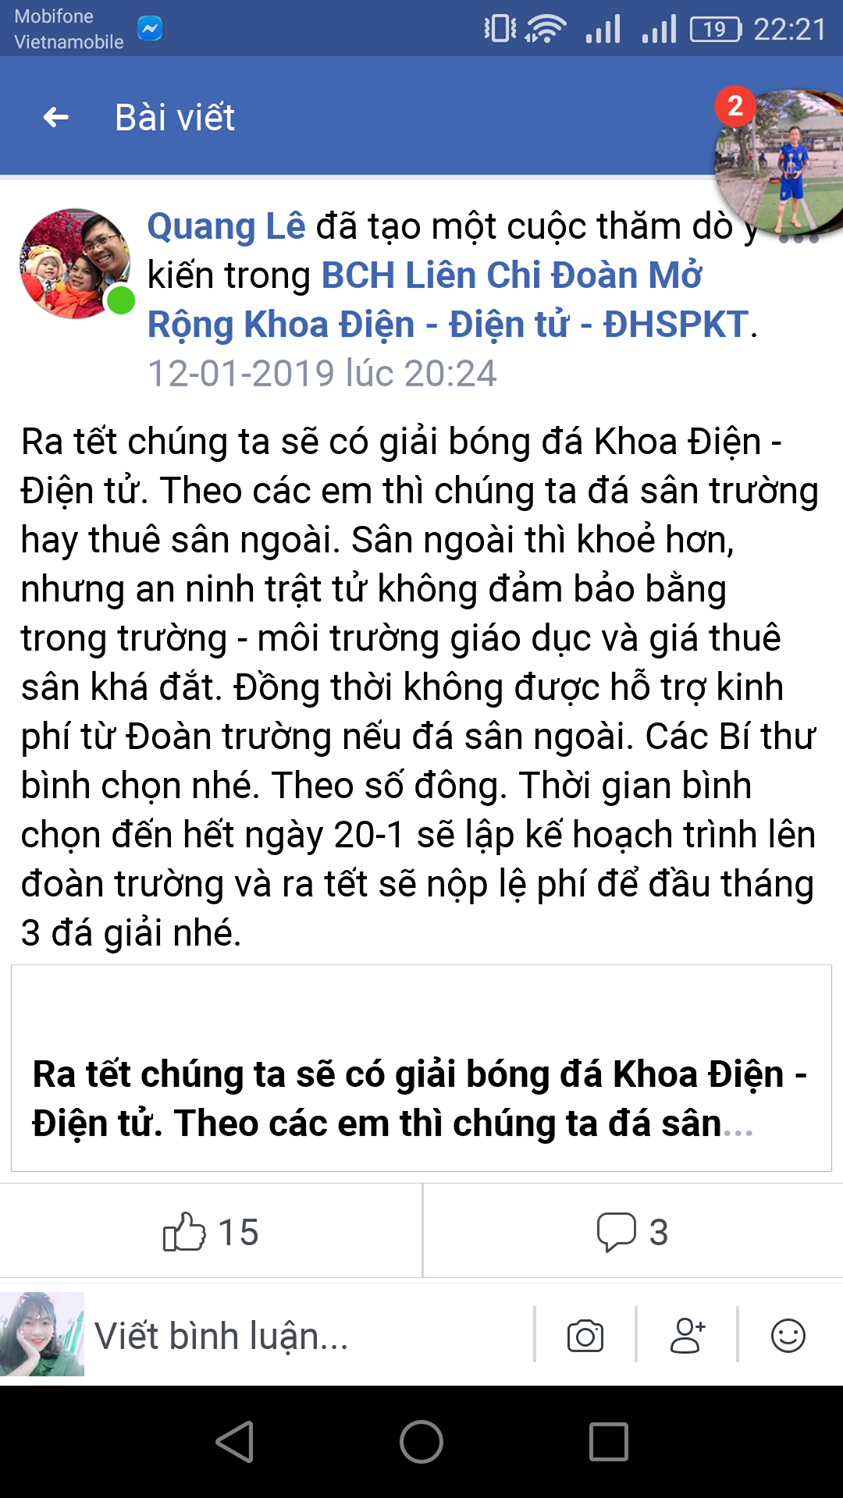 Mobifone
Vietnamobile
19
22:21
Bài viết
2
Quang Lê đã tạo một cuộc thăm dò ý
kiến trong BCH Liên Chi Đoàn Mở
Rộng Khoa Điện - Điện tử - ĐHSPKT.
12-01-2019 lúc 20:24
Ra tết chúng ta sẽ có giải bóng đá Khoa Điện -
Điện tử. Theo các em thì chúng ta đá sân trường
hay thuê sân ngoài. Sân ngoài thì khoẻ hơn,
nhưng an ninh trật tử không đảm bảo bằng
trong trường - môi trường giáo dục và giá thuê
sân khá đắt. Đồng thời không được hỗ trợ kinh
phí từ Đoàn trường nếu đá sân ngoài. Các Bí thư
bình chọn nhé. Theo số đông. Thời gian bình
chọn đến hết ngày 20-1 sẽ lập kế hoạch trình lên
đoàn trường và ra tết sẽ nộp lệ phí để đầu tháng
3 đá giải nhé.
Ra tết chúng ta sẽ có giải bóng đá Khoa Điện -
Điện tử. Theo các em thì chúng ta đá sân...
15
3
Viết bình luận...